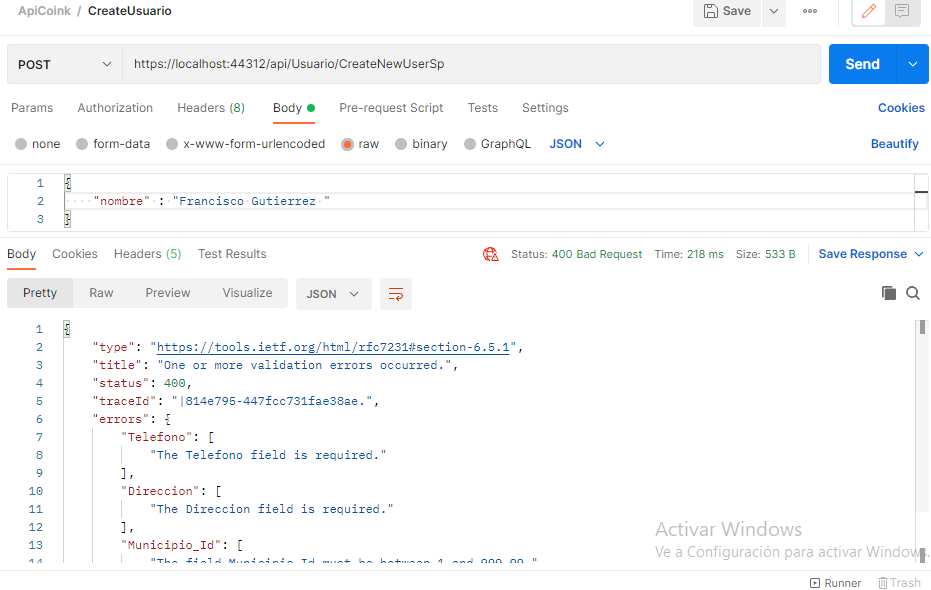 ApiCoink / CreateUsuario
Save
POST
https://localhost:44312/api/Usuario/CreateNewUserSp
Send
Params Authorization Headers (8) Body Pre-request Script Tests Settings Cookies
none form-data x-www-form-urlencoded raw binary GraphQL JSON Beautify
1 {
2 "nombre" : "Francisco Gutierrez "
3 }
Body Cookies Headers (5) Test Results Status: 400 Bad Request Time: 218 ms Size: 533 B Save Response
Pretty Raw Preview Visualize JSON
1 {
2 "type": "https://tools.ietf.org/html/rfc7231#section-6.5.1",
3 "title": "One or more validation errors occurred.",
4 "status": 400,
5 "traceId": "|814e795-447fcc731fae38ae.",
6 "errors": {
7 "Telefono": [
8 "The Telefono field is required."
9 ],
10 "Direccion": [
11 "The Direccion field is required."
12 ],
13 "Municipio_Id": [
14 "The field Municipio_Id must be between 1 and 999.99."
Activar Windows
Ve a Configuración para activar Windows.
Runner Trash